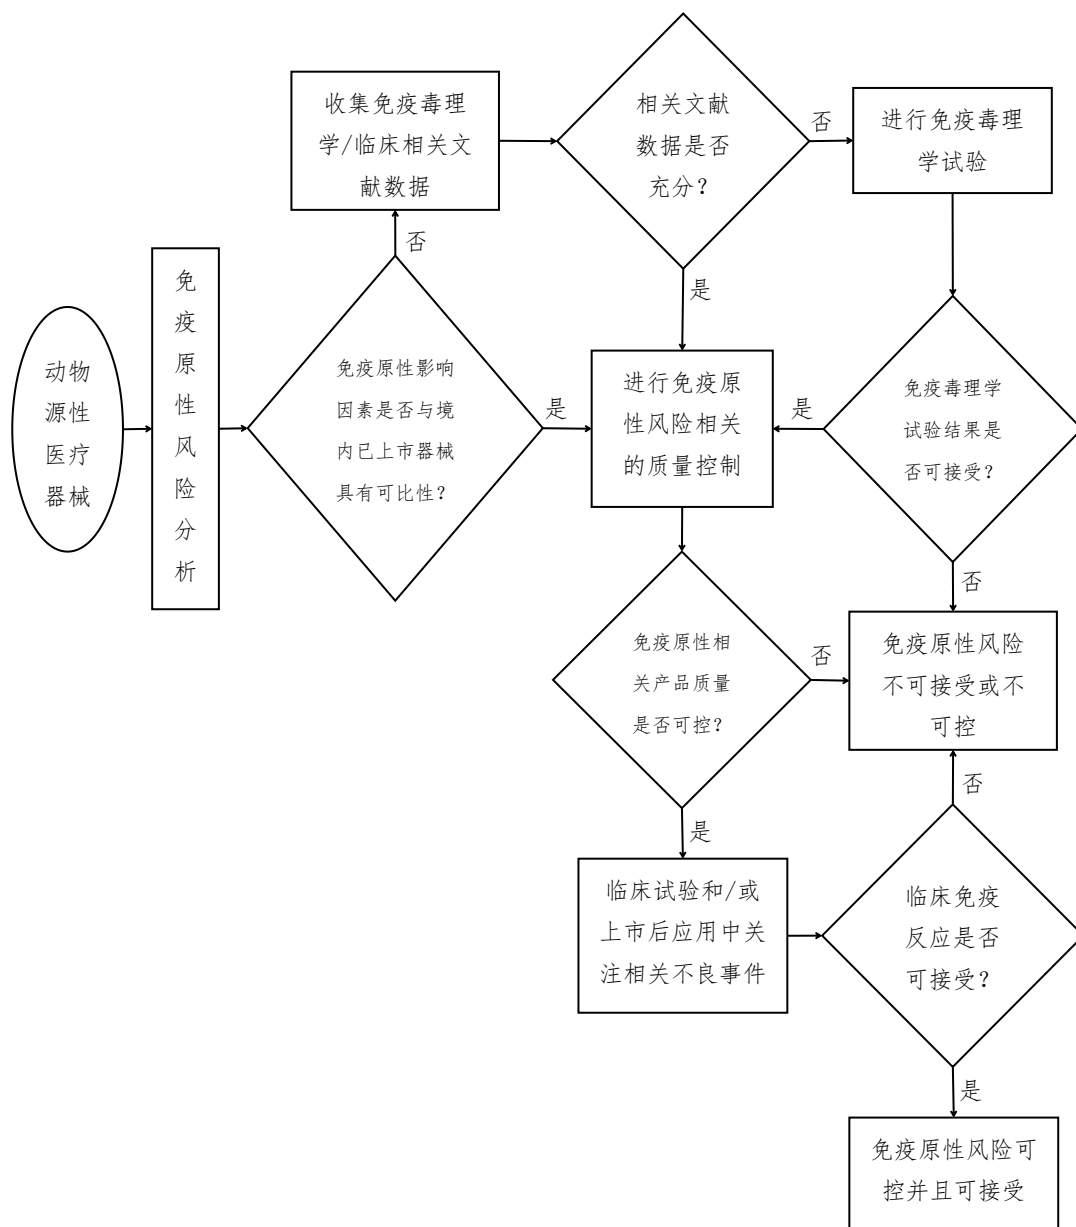 动物
源性
医疗
器械
免
疫
原
性
风
险
分
析
免疫原性影响
因素是否与境
内已上市器械
具有可比性？
否
是
收集免疫毒理
学/临床相关文
献数据
相关文献
数据是否
充分？
否
是
进行免疫毒理
学试验
免疫毒理学
试验结果是
否可接受？
是
否
进行免疫原
性风险相关
的质量控制
免疫原性相
关产品质量
是否可控？
否
是
免疫原性风险
不可接受或不
可控
临床试验和/或
上市后应用中关
注相关不良事件
临床免疫
反应是否
可接受？
否
是
免疫原性风险可
控并且可接受